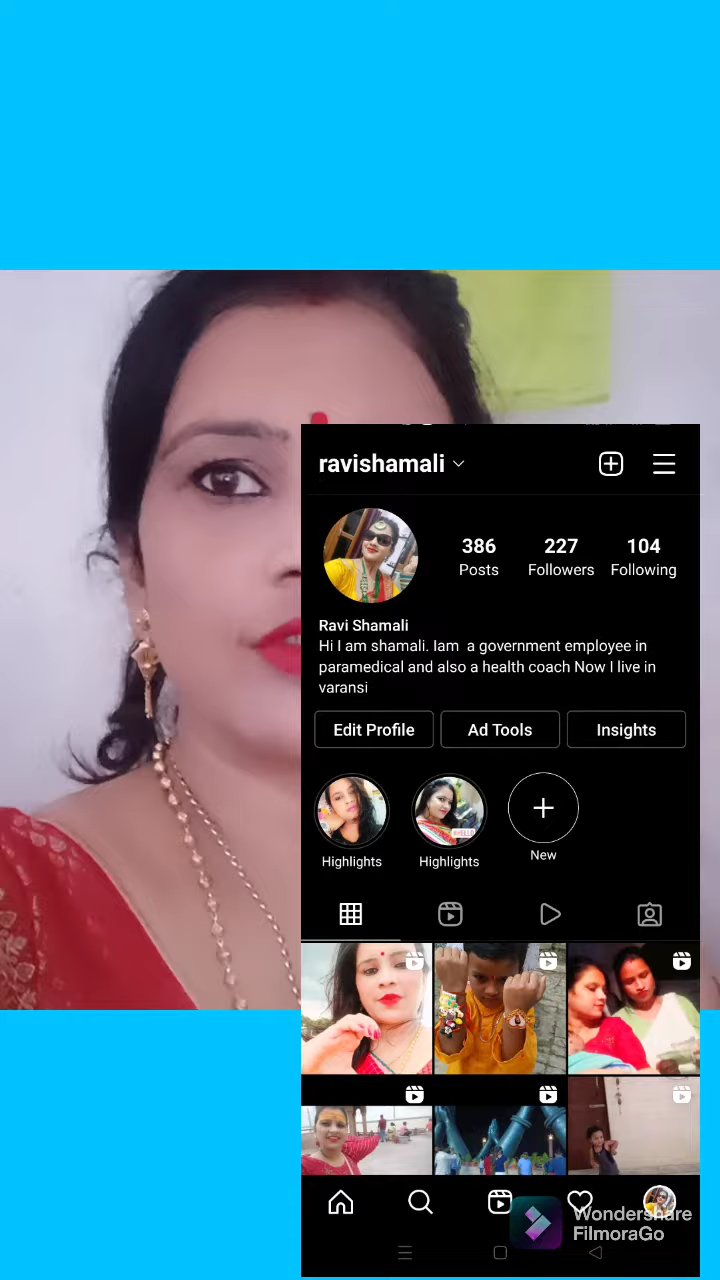 ravishamali
386 227 104
Posts Followers Following
Ravi Shamali
Hi I am shamali. Iam a government employee in
paramedical and also a health coach Now I live in
varansi
Edit Profile Ad Tools Insights
Highlights Highlights New
Wondershare
FilmoraGo